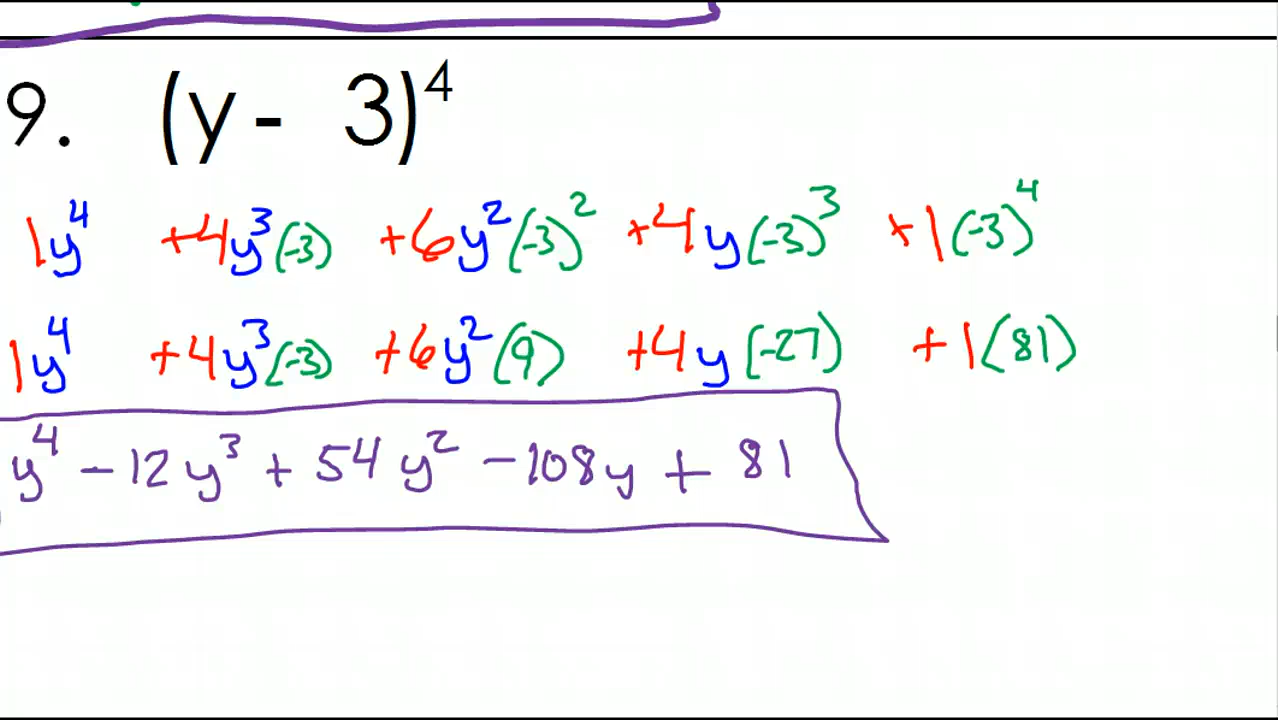 9. (y - 3)⁴
1y⁴ +4y³(-3) +6y²(-3)² +4y(-3)³ +1(-3)⁴
1y⁴ +4y³(-3) +6y²(9) +4y(-27) +1(81)
y⁴ -12y³ + 54y² -108y + 81